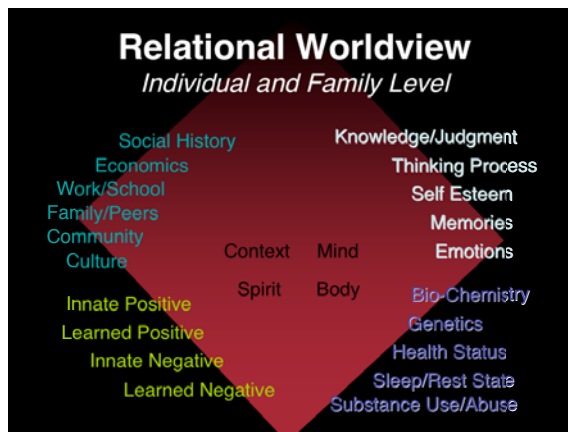 Relational Worldview
Individual and Family Level
Social History
Economics
Work/School
Family/Peers
Community
Culture
Knowledge/Judgment
Thinking Process
Self Esteem
Memories
Emotions
Context Mind
Spirit Body
Innate Positive
Learned Positive
Innate Negative
Learned Negative
Bio-Chemistry
Genetics
Health Status
Sleep/Rest State
Substance Use/Abuse